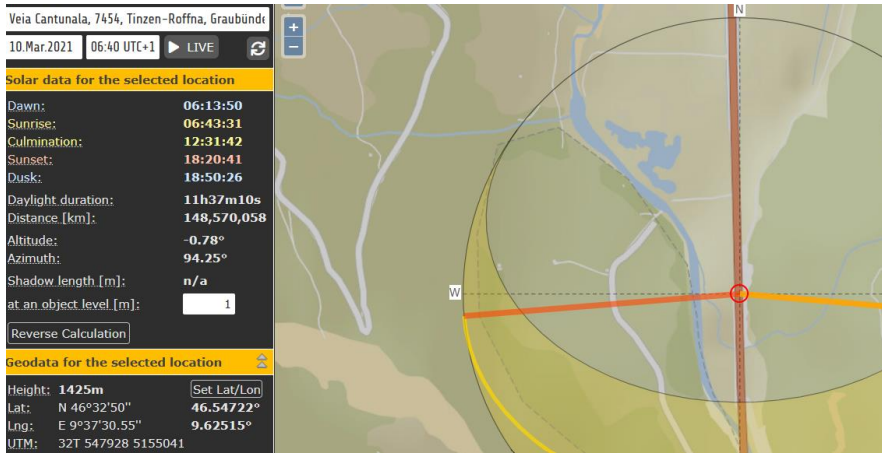 Veia Cantunala, 7454, Tinzen-Roffna, Graubünde
10.Mar.2021 06:40 UTC+1 LIVE
Solar data for the selected location
Dawn: 06:13:50
Sunrise: 06:43:31
Culmination: 12:31:42
Sunset: 18:20:41
Dusk: 18:50:26
Daylight duration: 11h37m10s
Distance [km]: 148,570,058
Altitude: -0.78°
Azimuth: 94.25°
Shadow length [m]: n/a
at an object level [m]: 1
Reverse Calculation
Geodata for the selected location
Height: 1425m Set Lat/Lon
Lat: N 46°32'50'' 46.54722°
Lng: E 9°37'30.55'' 9.62515°
UTM: 32T 547928 5155041
+
−
N
W